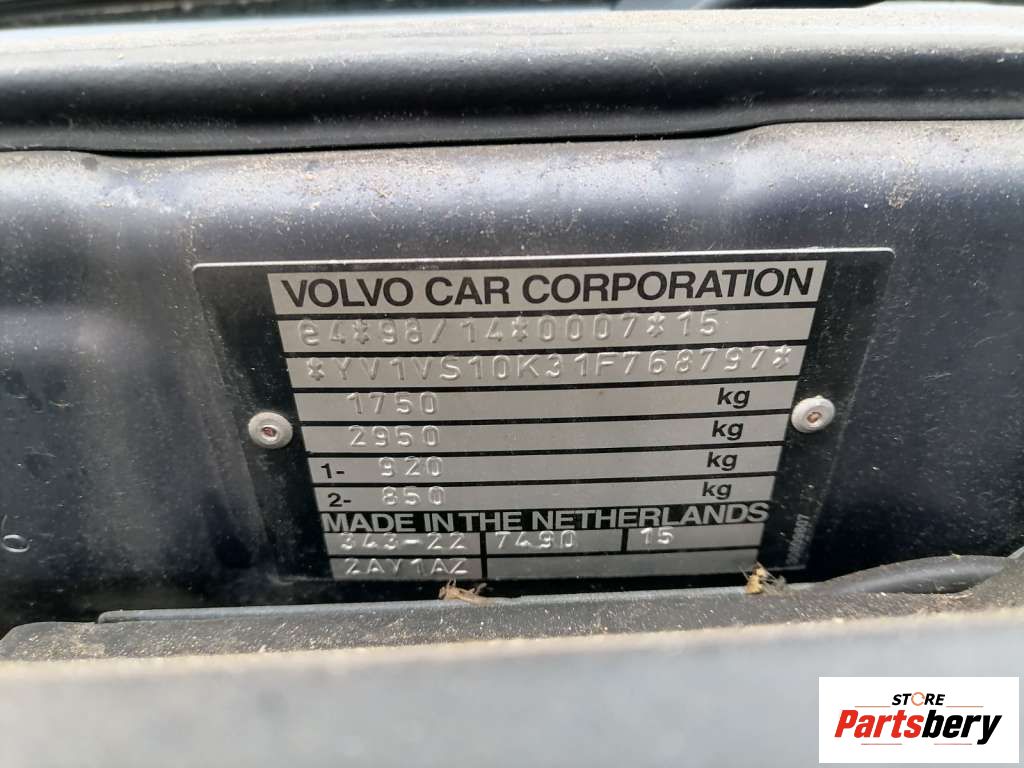 VOLVO CAR CORPORATION
e4*98/14*0007*15
*YV1VS10K31F768797*
1750 kg
2950 kg
1- 920 kg
2- 850 kg
MADE IN THE NETHERLANDS
343-22 7490 15
2AY1AZ
STORE
Partsbery